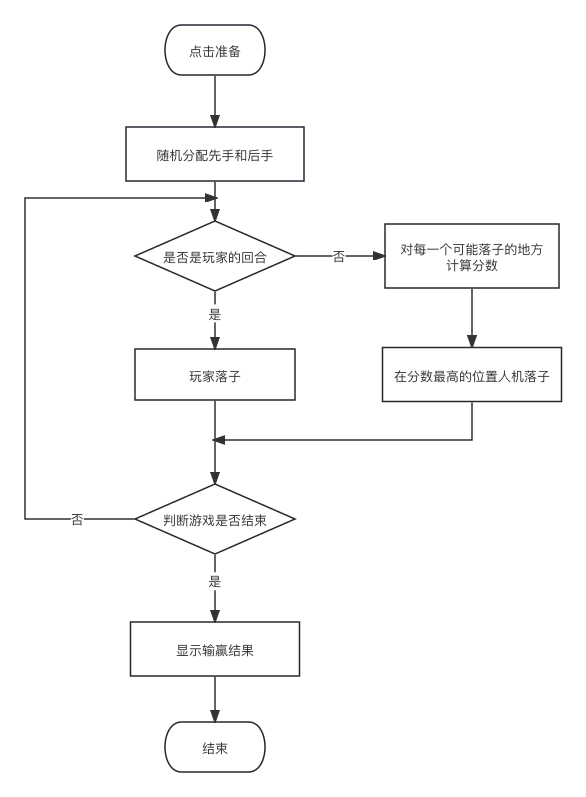 点击准备
随机分配先手和后手
是否是玩家的回合
否
对每一个可能落子的地方
计算分数
是
玩家落子
在分数最高的位置人机落子
判断游戏是否结束
否
是
显示输赢结果
结束